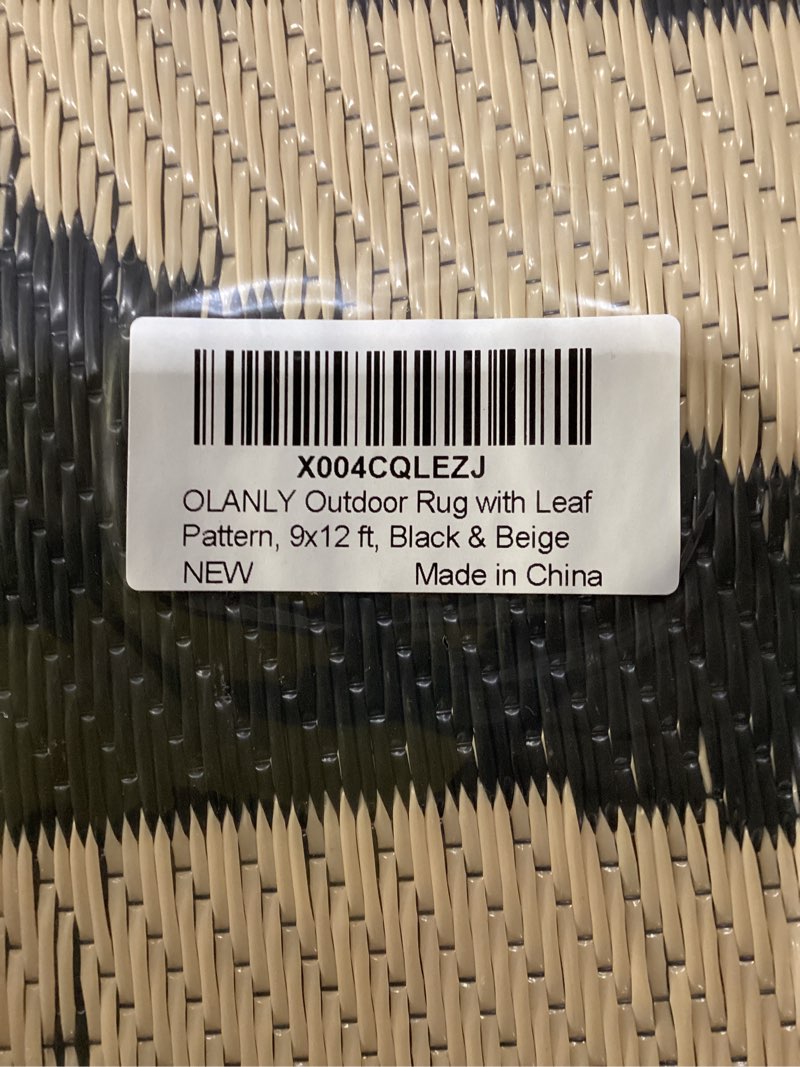 X004CQLEZJ
OLANLY Outdoor Rug with Leaf
Pattern, 9x12 ft, Black & Beige
NEW Made in China